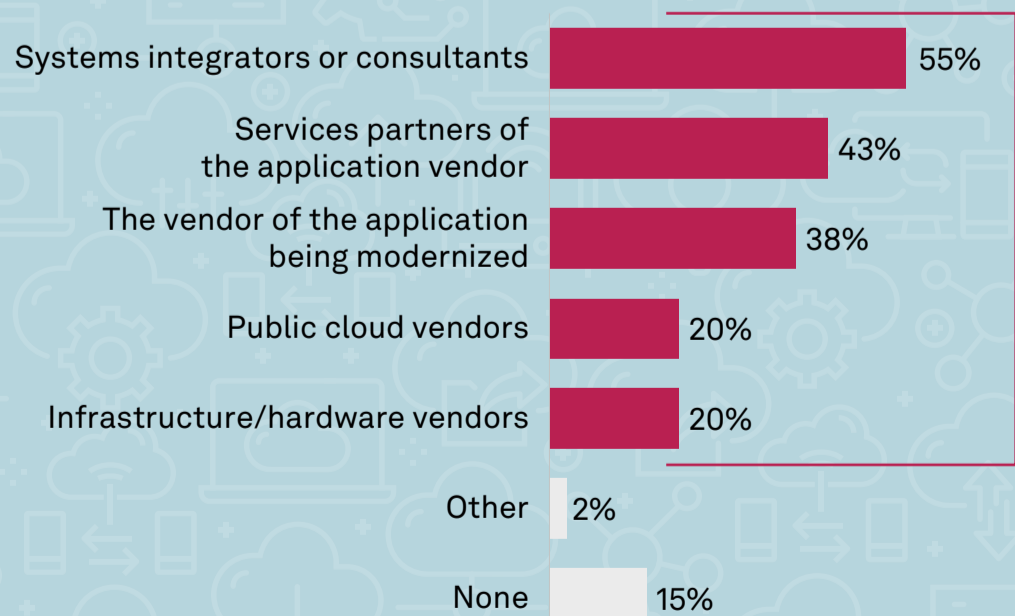 Systems integrators or consultants 55%
Services partners of
the application vendor 43%
The vendor of the application
being modernized 38%
Public cloud vendors 20%
Infrastructure/hardware vendors 20%
Other 2%
None 15%